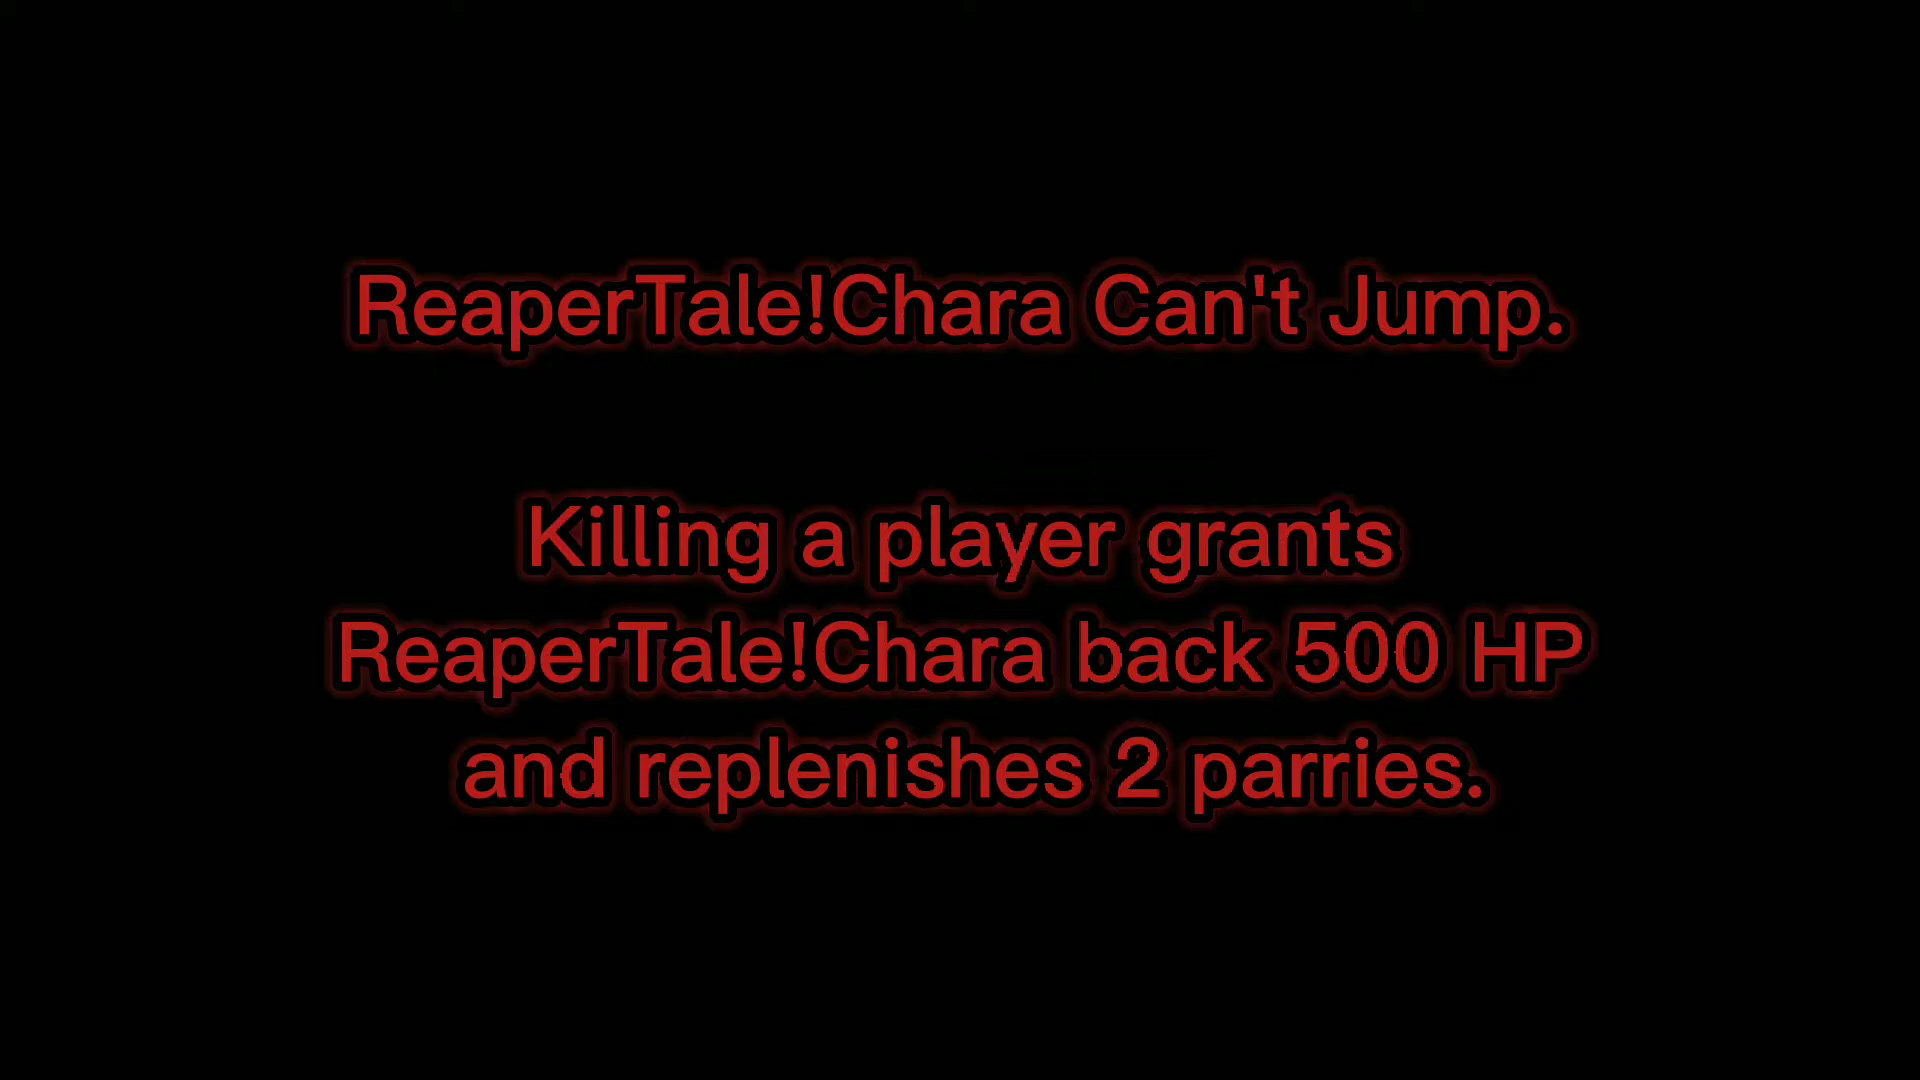 ReaperTale!Chara Can't Jump.
Killing a player grants
ReaperTale!Chara back 500 HP
and replenishes 2 parries.